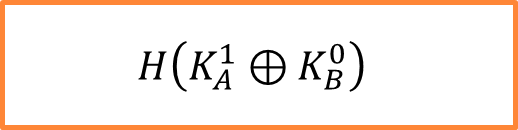 H(K_A^1 ⊕ K_B^0)